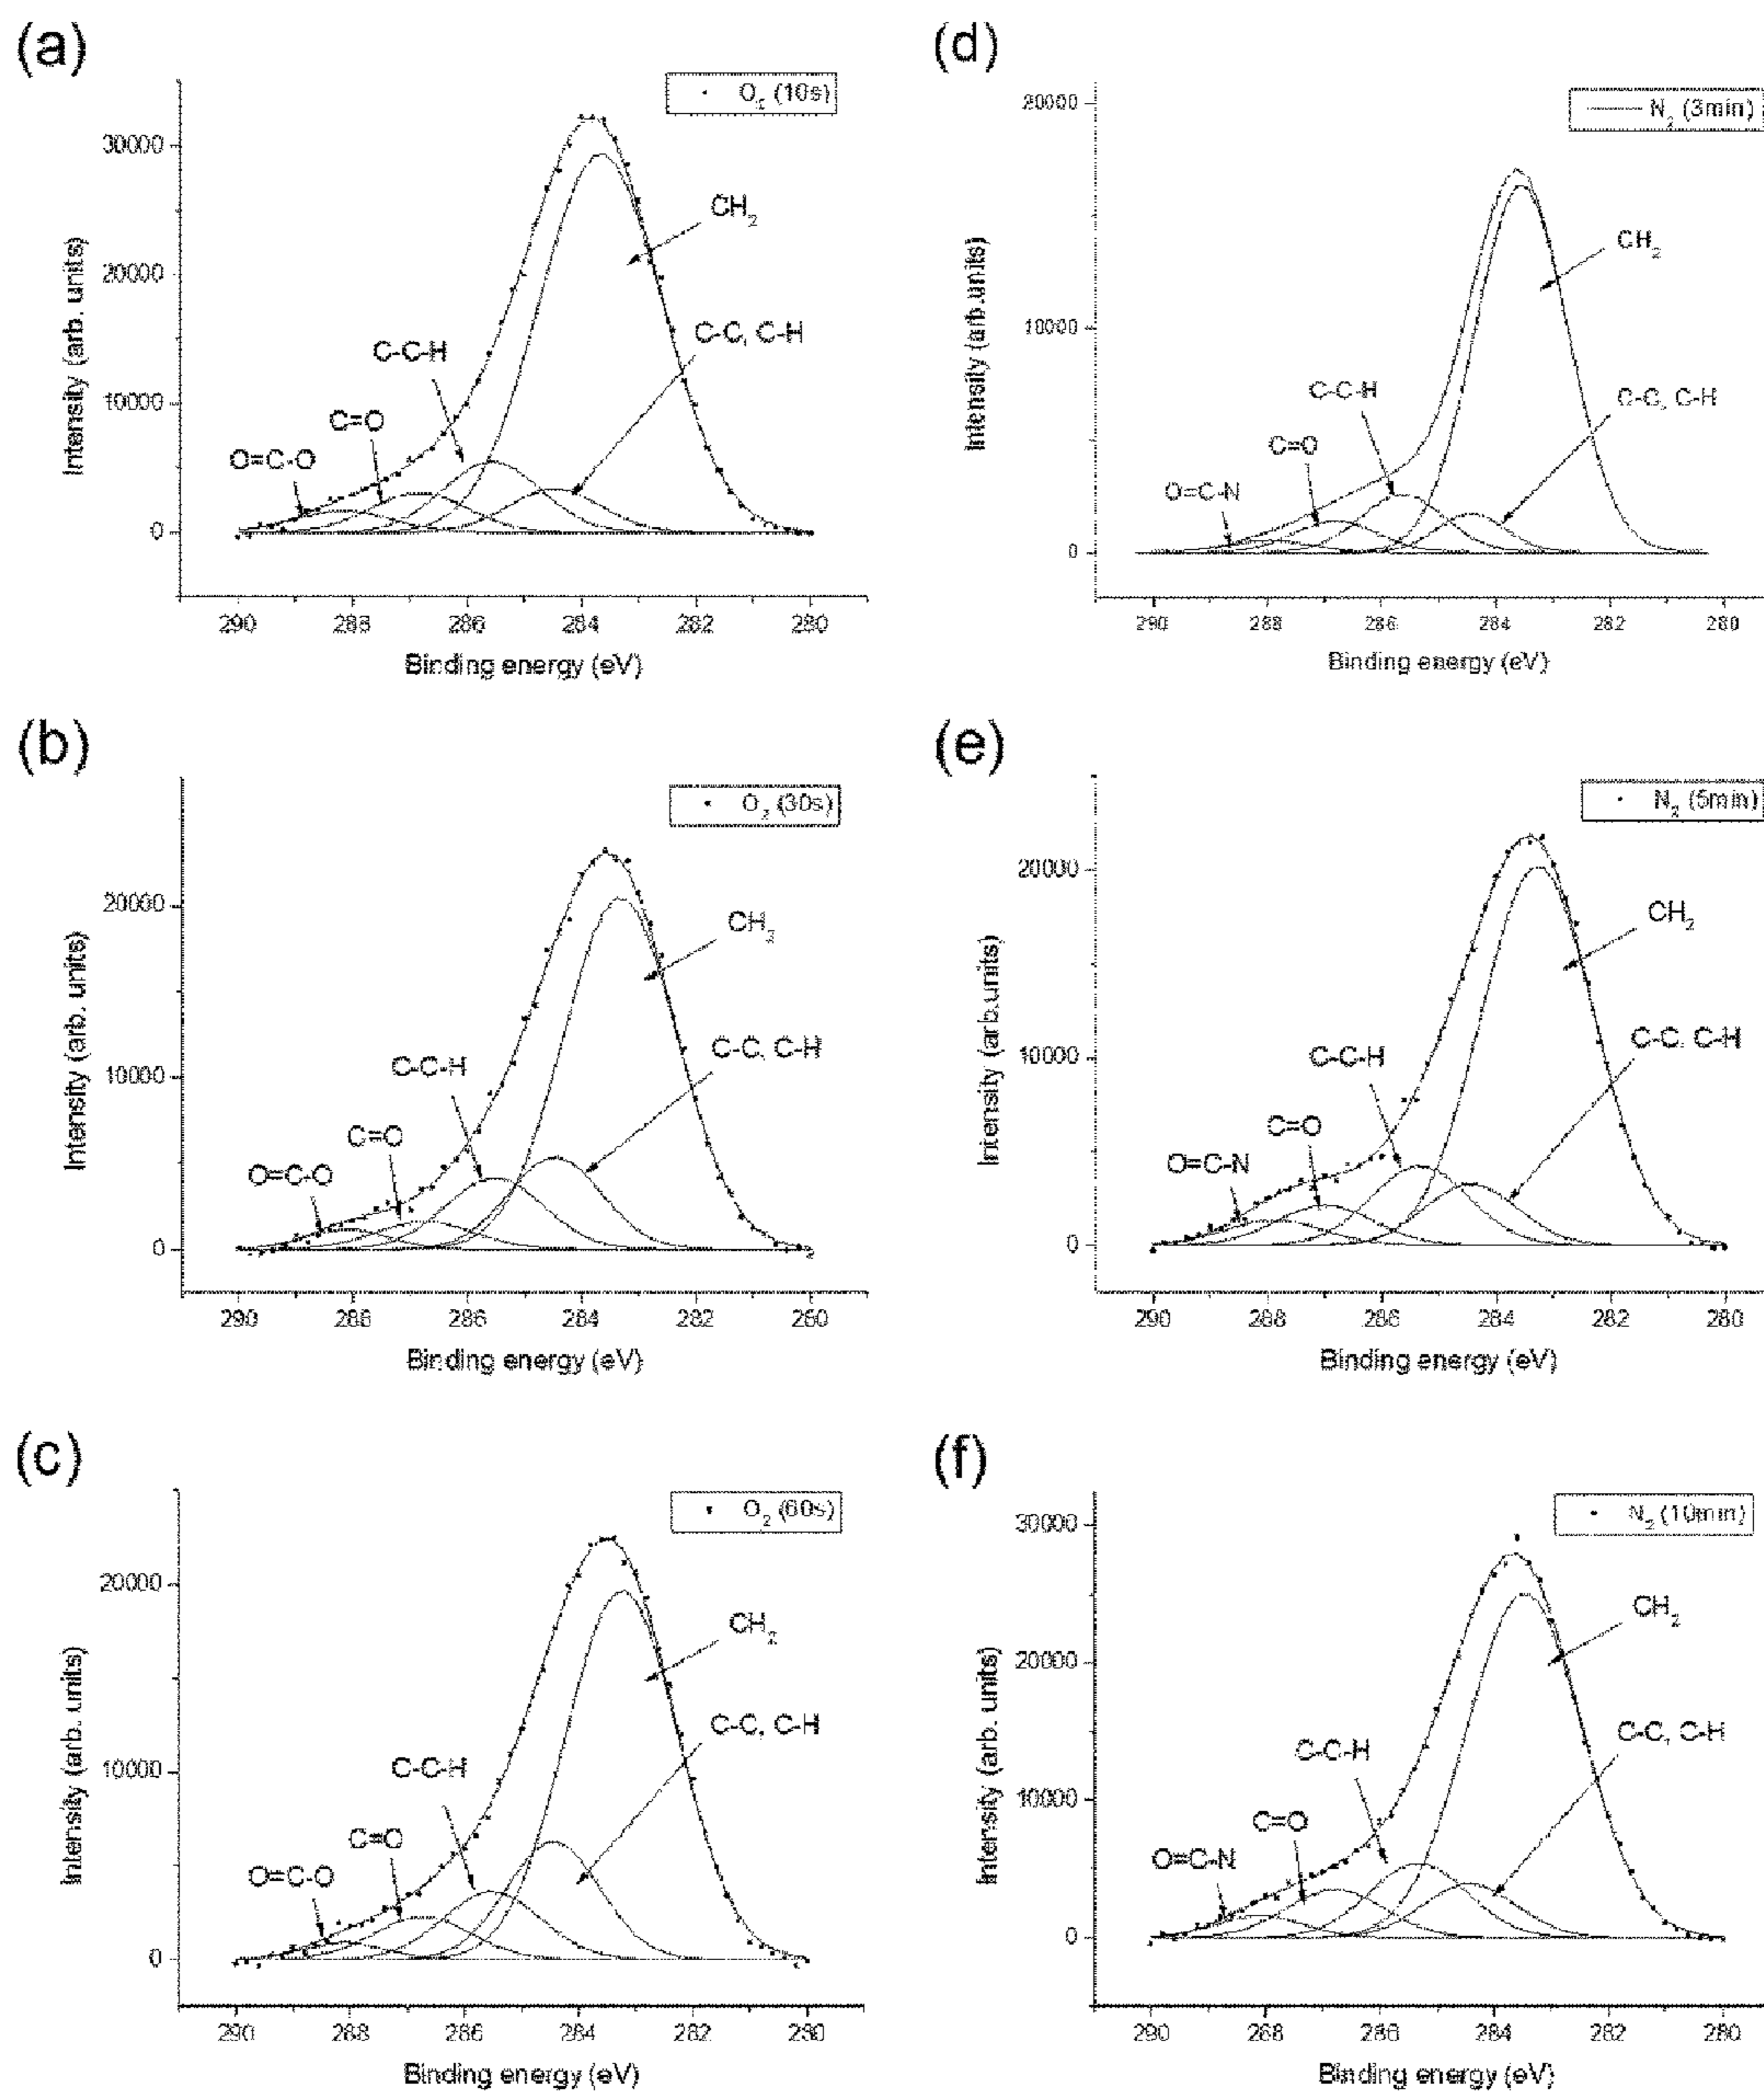 (a)
O2 (10s)
30000
20000
10000
0
Intensity (arb. units)
CH2
C-C, C-H
C-C-H
C=O
O=C-O
290 288 286 284 282 280
Binding energy (eV)
(b)
O2 (30s)
20000
10000
0
Intensity (arb. units)
CH2
C-C, C-H
C-C-H
C=O
O=C-O
290 288 286 284 282 280
Binding energy (eV)
(c)
O2 (60s)
20000
10000
0
Intensity (arb. units)
CH2
C-C, C-H
C-C-H
C=O
O=C-O
290 288 286 284 282 280
Binding energy (eV)
(d)
N2 (3min)
20000
10000
0
Intensity (arb.units)
CH2
C-C, C-H
C-C-H
C=O
O=C-N
290 288 286 284 282 280
Binding energy (eV)
(e)
N2 (5min)
20000
10000
0
Intensity (arb.units)
CH2
C-C, C-H
C-C-H
C=O
O=C-N
290 288 286 284 282 280
Binding energy (eV)
(f)
N2 (10min)
30000
20000
10000
0
Intensity (arb. units)
CH2
C-C, C-H
C-C-H
C=O
O=C-N
290 288 286 284 282 280
Binding energy (eV)